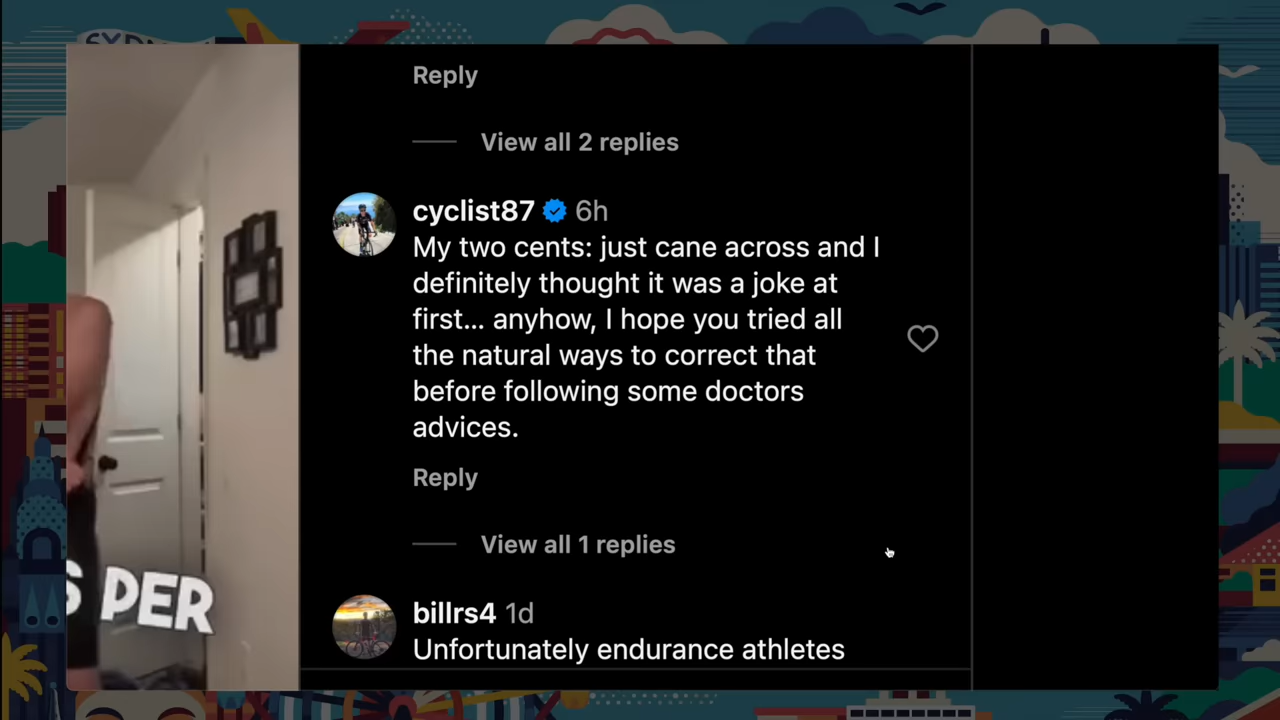 Reply
View all 2 replies
cyclist87 6h
My two cents: just cane across and I
definitely thought it was a joke at
first... anyhow, I hope you tried all
the natural ways to correct that
before following some doctors
advices.
Reply
View all 1 replies
S PER
billrs4 1d
Unfortunately endurance athletes